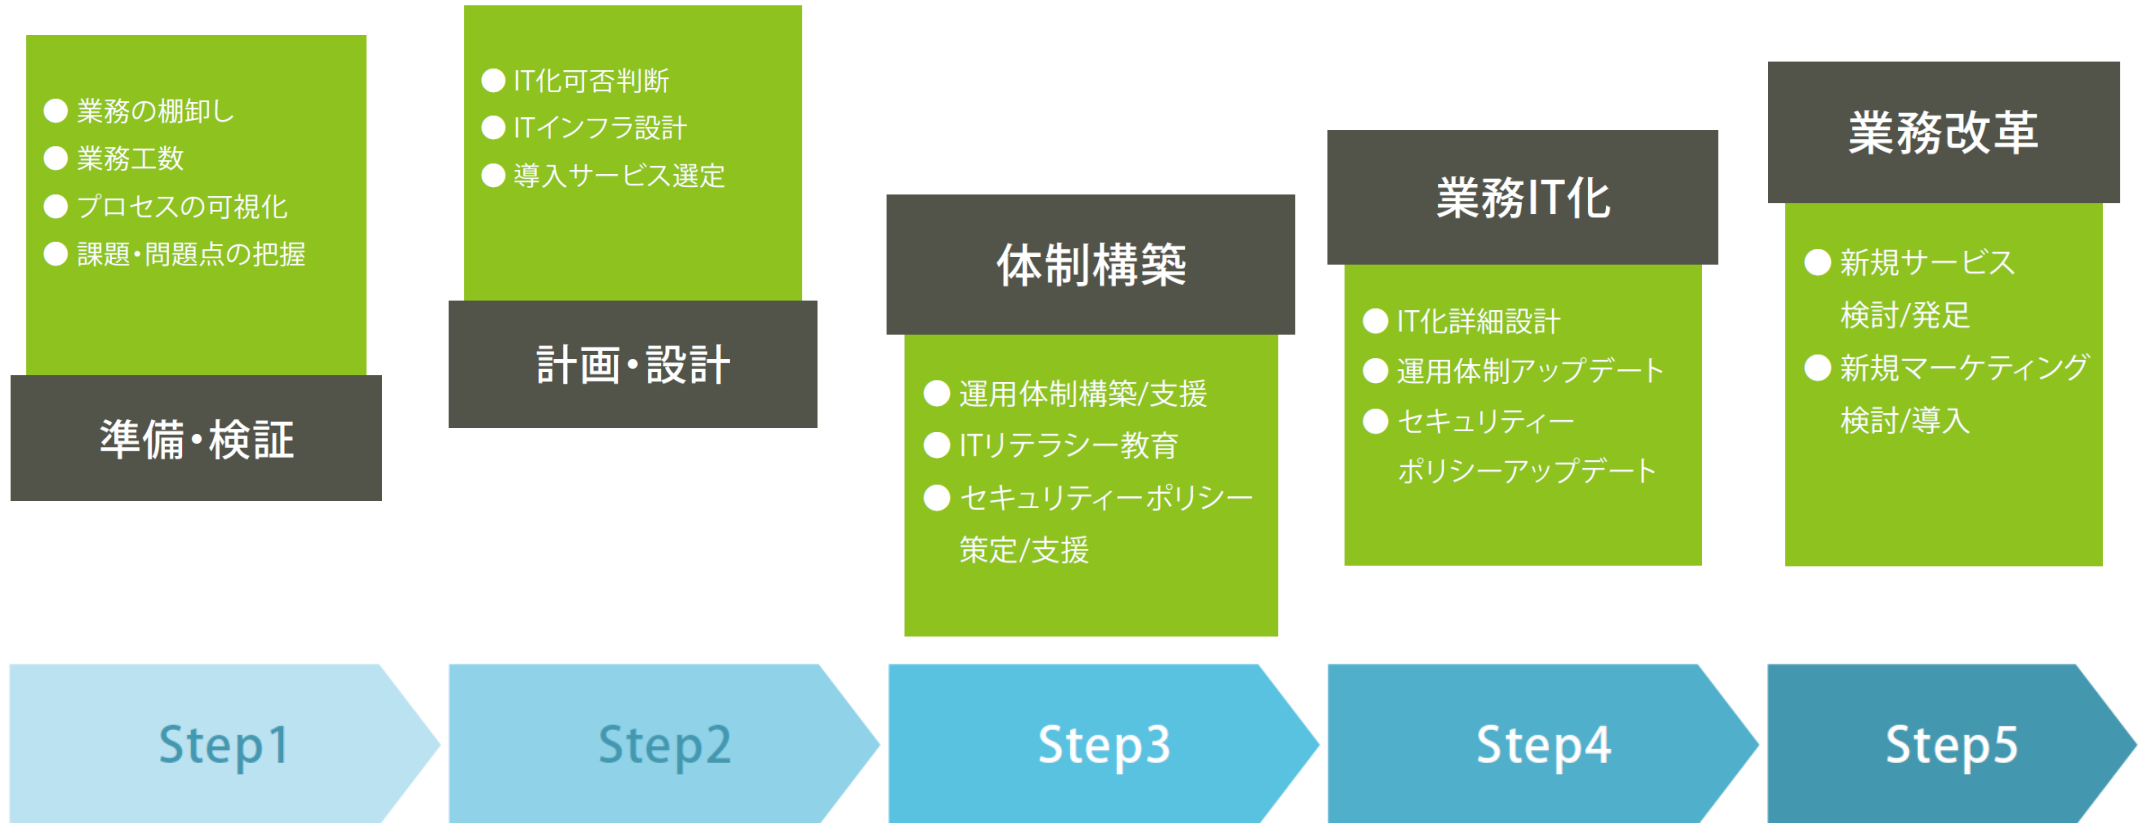 ● 業務の棚卸し
● 業務工数
● プロセスの可視化
● 課題・問題点の把握
準備・検証
● IT化可否判断
● ITインフラ設計
● 導入サービス選定
計画・設計
体制構築
● 運用体制構築/支援
● ITリテラシー教育
● セキュリティーポリシー
策定/支援
業務IT化
● IT化詳細設計
● 運用体制アップデート
● セキュリティー
ポリシーアップデート
業務改革
● 新規サービス
検討/発足
● 新規マーケティング
検討/導入
Step1
Step2
Step3
Step4
Step5